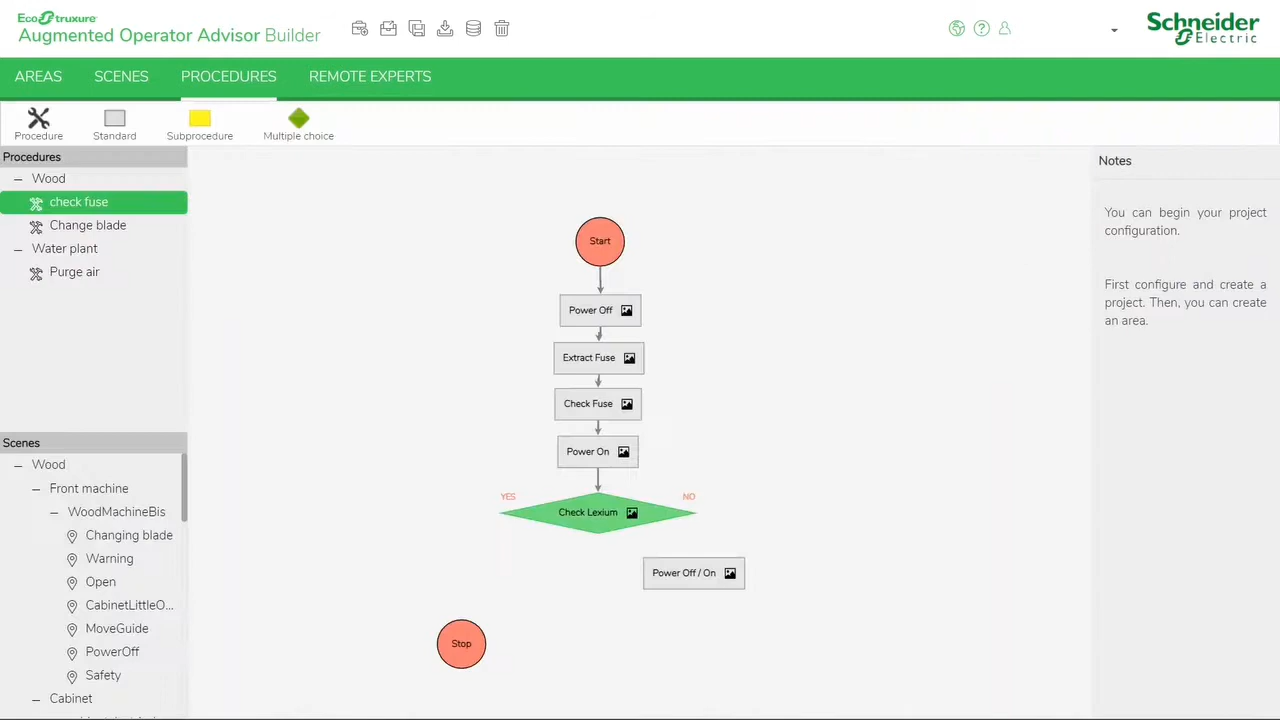 EcoStruxure
Augmented Operator Advisor Builder
Schneider
Electric
AREAS SCENES PROCEDURES REMOTE EXPERTS
Procedure Standard Subprocedure Multiple choice
Procedures
Wood
check fuse
Change blade
Water plant
Purge air
Scenes
Wood
Front machine
WoodMachineBis
Changing blade
Warning
Open
CabinetLittleO...
MoveGuide
PowerOff
Safety
Cabinet
Start
Power Off
Extract Fuse
Check Fuse
Power On
YES NO
Check Lexium
Power Off / On
Stop
Notes
You can begin your project
configuration.
First configure and create a
project. Then, you can create
an area.